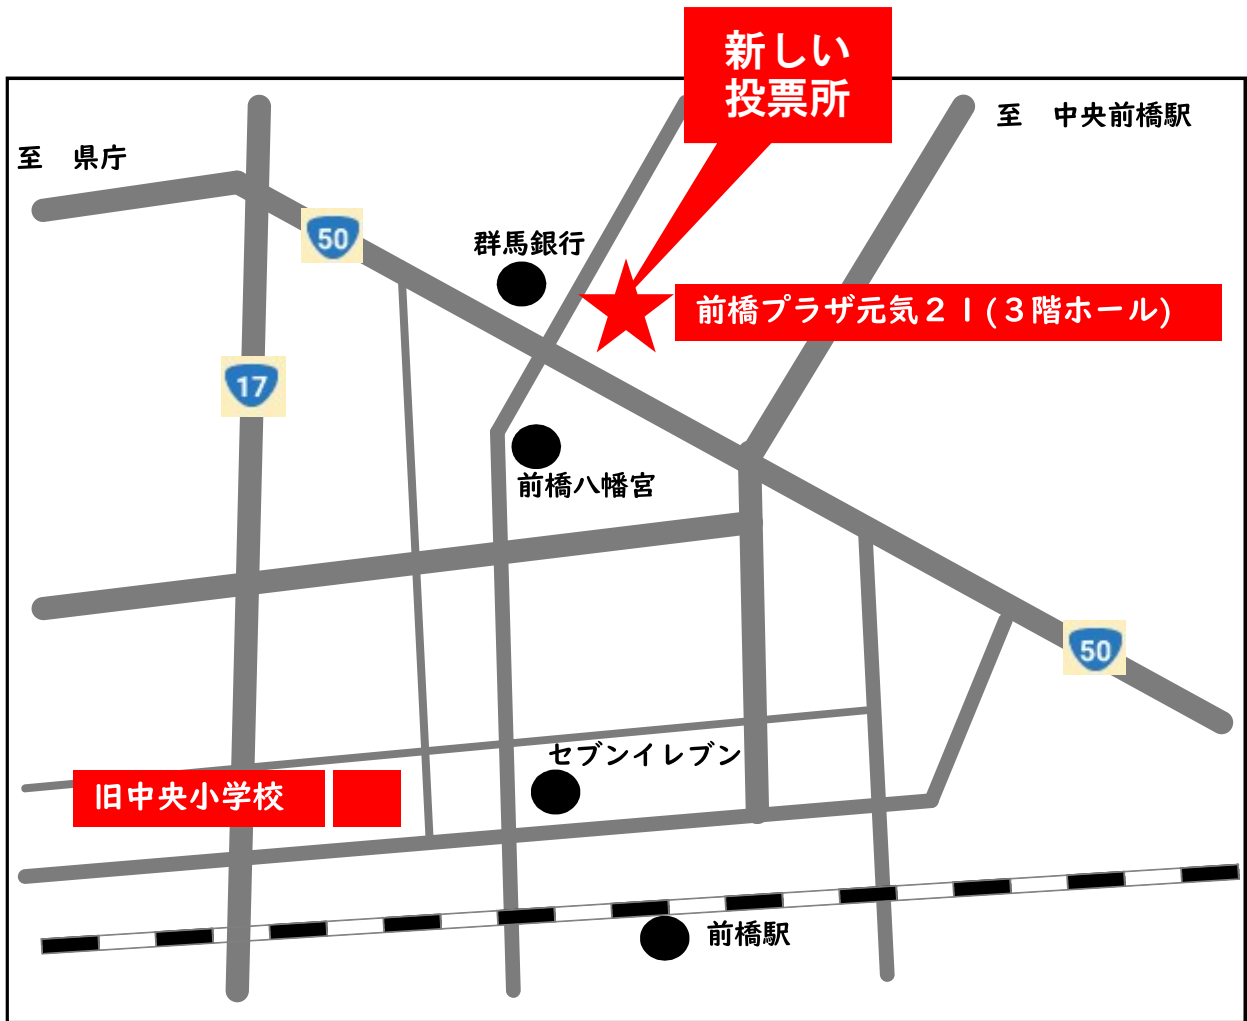 新しい
投票所
至　中央前橋駅
至　県庁
50
群馬銀行
前橋プラザ元気２１(３階ホール)
17
前橋八幡宮
50
セブンイレブン
旧中央小学校
前橋駅